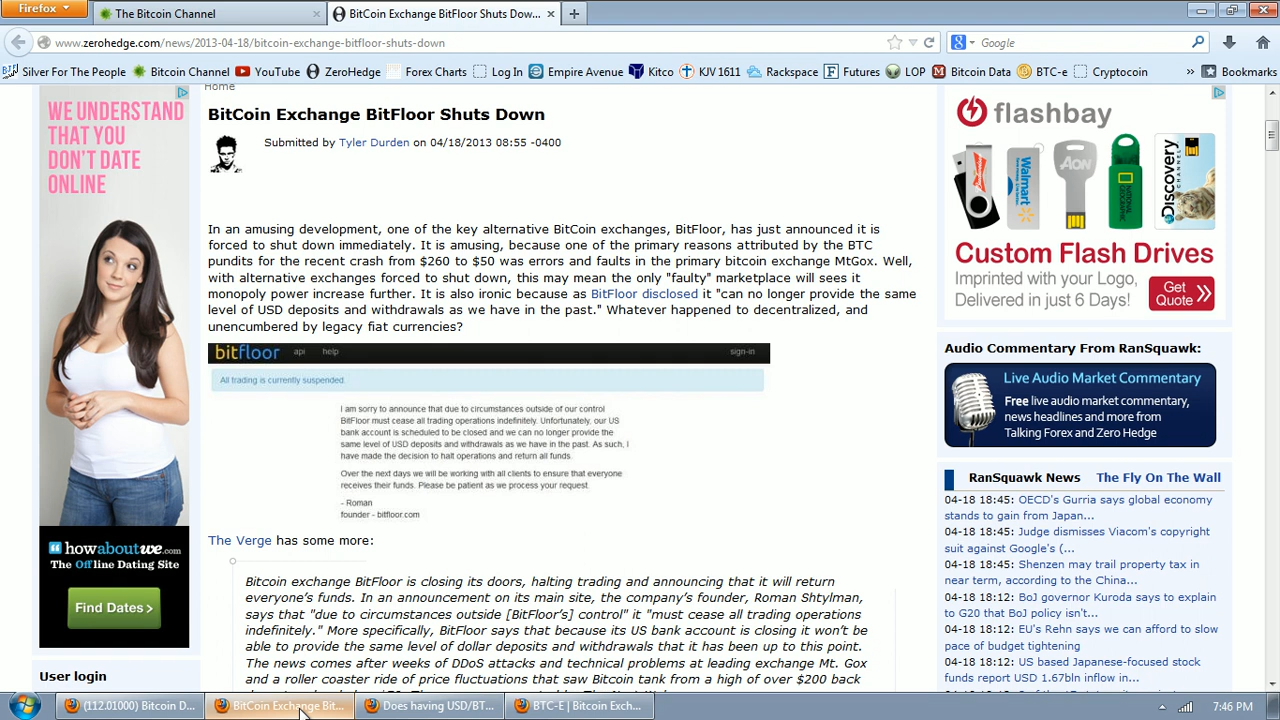 Firefox
The Bitcoin Channel
BitCoin Exchange BitFloor Shuts Dow...
www.zerohedge.com/news/2013-04-18/bitcoin-exchange-bitfloor-shuts-down
Google
Silver For The People
Bitcoin Channel
YouTube
ZeroHedge
Forex Charts
Log In
Empire Avenue
Kitco
KJV 1611
Rackspace
Futures
LOP
Bitcoin Data
BTC-e
Cryptocoin
»
Bookmarks
WE UNDERSTAND
THAT YOU
DON'T DATE
ONLINE
howaboutwe.com
The Offline Dating Site
Find Dates >
User login
Home
BitCoin Exchange BitFloor Shuts Down
Submitted by Tyler Durden on 04/18/2013 08:55 -0400
In an amusing development, one of the key alternative BitCoin exchanges, BitFloor, has just announced it is
forced to shut down immediately. It is amusing, because one of the primary reasons attributed by the BTC
pundits for the recent crash from $260 to $50 was errors and faults in the primary bitcoin exchange MtGox. Well,
with alternative exchanges forced to shut down, this may mean the only "faulty" marketplace will sees it
monopoly power increase further. It is also ironic because as BitFloor disclosed it "can no longer provide the same
level of USD deposits and withdrawals as we have in the past." Whatever happened to decentralized, and
unencumbered by legacy fiat currencies?
bitfloor
api
help
sign-in
All trading is currently suspended.
I am sorry to announce that due to circumstances outside of our control
BitFloor must cease all trading operations indefinitely. Unfortunately, our US
bank account is scheduled to be closed and we can no longer provide the
same level of USD deposits and withdrawals as we have in the past. As such, I
have made the decision to halt operations and return all funds.
Over the next days we will be working with all clients to ensure that everyone
receives their funds. Please be patient as we process your request.
- Roman
founder - bitfloor.com
The Verge has some more:
Bitcoin exchange BitFloor is closing its doors, halting trading and announcing that it will return
everyone's funds. In an announcement on its main site, the company's founder, Roman Shtylman,
says that "due to circumstances outside [BitFloor's] control" it "must cease all trading operations
indefinitely." More specifically, BitFloor says that because its US bank account is closing it won't be
able to provide the same level of dollar deposits and withdrawals that it has been up to this point.
The news comes after weeks of DDoS attacks and technical problems at leading exchange Mt. Gox
and a roller coaster ride of price fluctuations that saw Bitcoin tank from a high of over $200 back
flashbay
Budweiser
Walmart
AON
NATIONAL GEOGRAPHIC
Discovery
CHANNEL
Custom Flash Drives
Imprinted with your Logo,
Delivered in just 6 Days!
Get
Quote
Audio Commentary From RanSquawk:
Live Audio Market Commentary
Free live audio market commentary,
news headlines and more from
Talking Forex and Zero Hedge
RanSquawk News
The Fly On The Wall
04-18 18:45: OECD's Gurria says global economy
stands to gain from Japan...
04-18 18:45: Judge dismisses Viacom's copyright
suit against Google's (...
04-18 18:45: Shenzen may trail property tax in
near term, according to the China...
04-18 18:12: BoJ governor Kuroda says to explain
to G20 that BoJ policy isn't...
04-18 18:12: EU's Rehn says we can afford to slow
pace of budget tightening
04-18 18:12: US based Japanese-focused stock
funds report USD 1.67bln inflow in...
(112.01000) Bitcoin D...
BitCoin Exchange Bit...
Does having USD/BT...
BTC-E | Bitcoin Exch...
7:46 PM